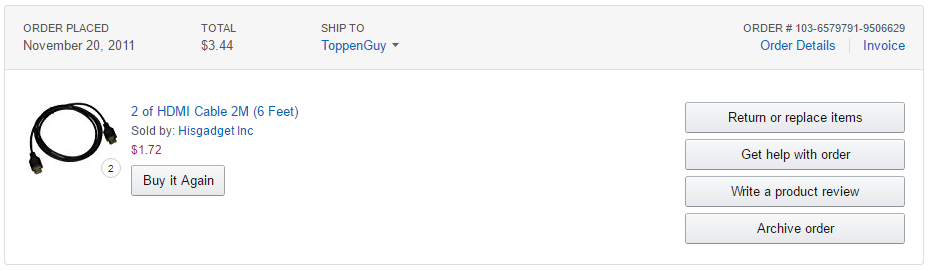 ORDER PLACED
November 20, 2011
TOTAL
$3.44
SHIP TO
ToppenGuy
ORDER # 103-6579791-9506629
Order Details
Invoice
2 of HDMI Cable 2M (6 Feet)
Sold by: Hisgadget Inc
$1.72
2
Buy it Again
Return or replace items
Get help with order
Write a product review
Archive order